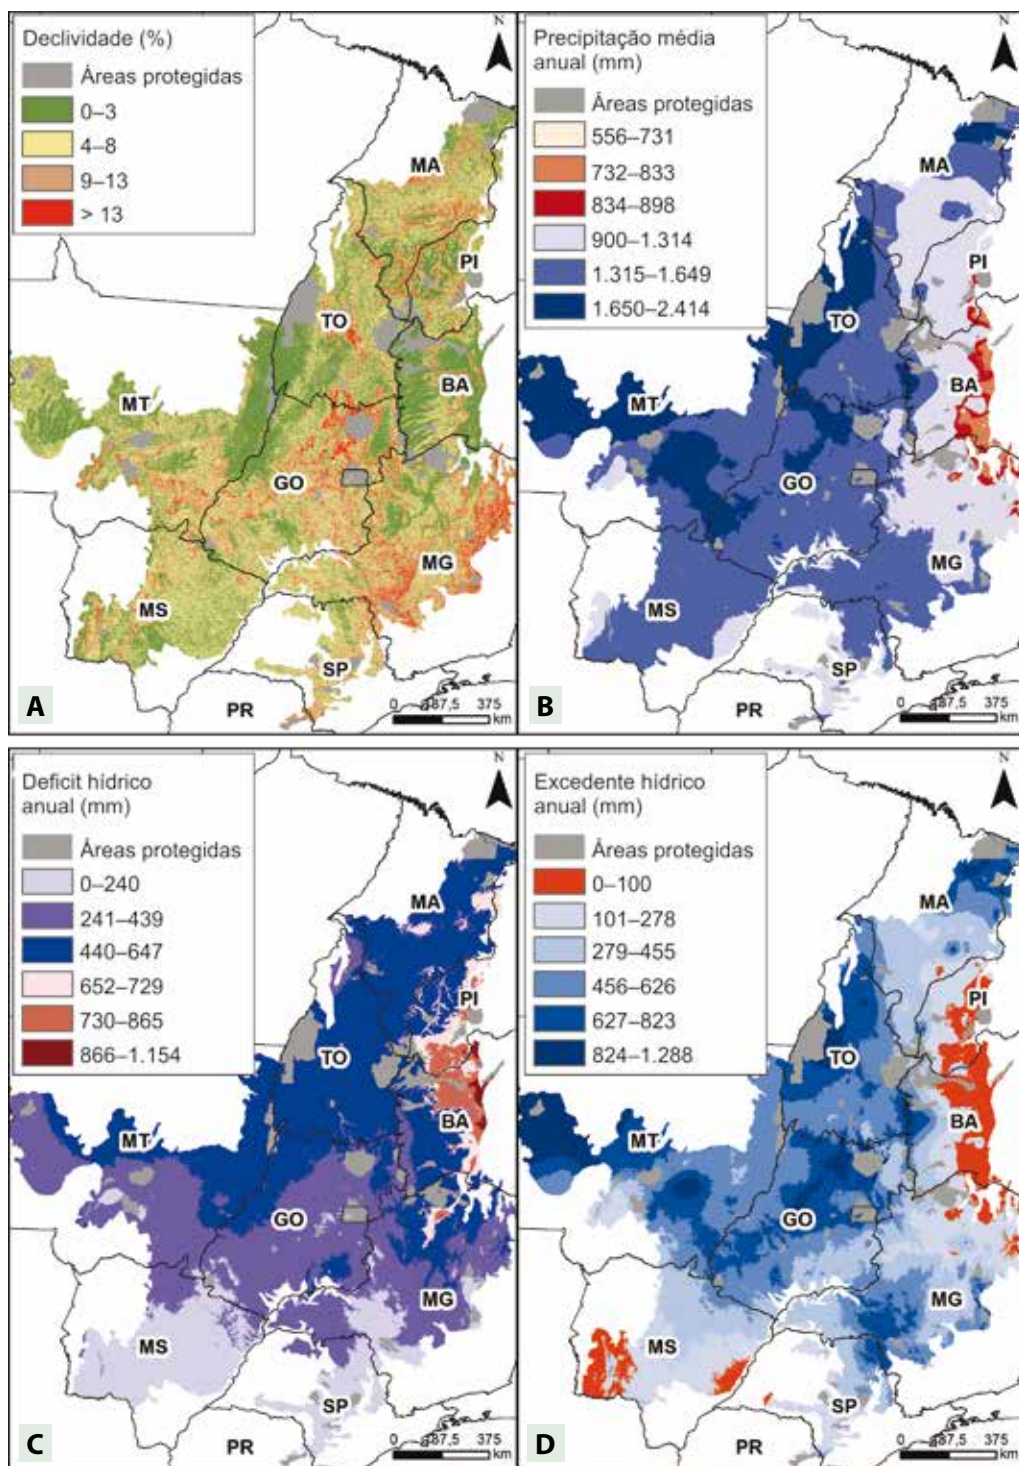 Declividade (%)
Áreas protegidas
0–3
4–8
9–13
> 13
N
MA
PI
TO
BA
MT
GO
MG
MS
SP
PR
A
0
187,5
375
km
Precipitação média
anual (mm)
Áreas protegidas
556–731
732–833
834–898
900–1.314
1.315–1.649
1.650–2.414
N
MA
PI
TO
BA
MT
GO
MG
MS
SP
PR
B
0
187,5
375
km
Deficit hídrico
anual (mm)
Áreas protegidas
0–240
241–439
440–647
652–729
730–865
866–1.154
N
MA
PI
TO
BA
MT
GO
MG
MS
SP
PR
C
0
187,5
375
km
Excedente hídrico
anual (mm)
Áreas protegidas
0–100
101–278
279–455
456–626
627–823
824–1.288
N
MA
PI
TO
BA
MT
GO
MG
MS
SP
PR
D
0
187,5
375
km